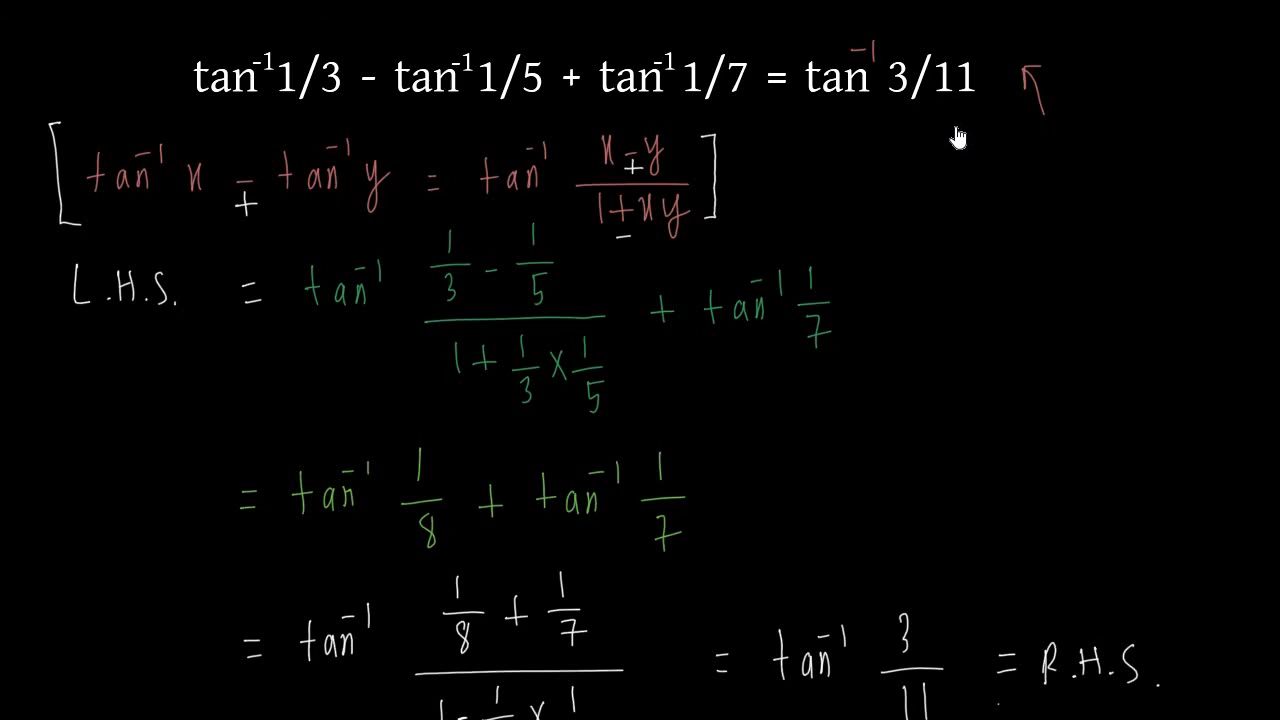 tan⁻¹1/3 - tan⁻¹1/5 + tan⁻¹1/7 = tan⁻¹ 3/11
[tan⁻¹ x ∓ tan⁻¹ y = tan⁻¹ (x ∓ y)/(1 ± xy)]
L.H.S. = tan⁻¹ (1/3 - 1/5)/(1 + 1/3 × 1/5) + tan⁻¹ 1/7
= tan⁻¹ 1/8 + tan⁻¹ 1/7
= tan⁻¹ (1/8 + 1/7)/(1 - 1/ × 1/ = tan⁻¹ 3/11 = R.H.S.